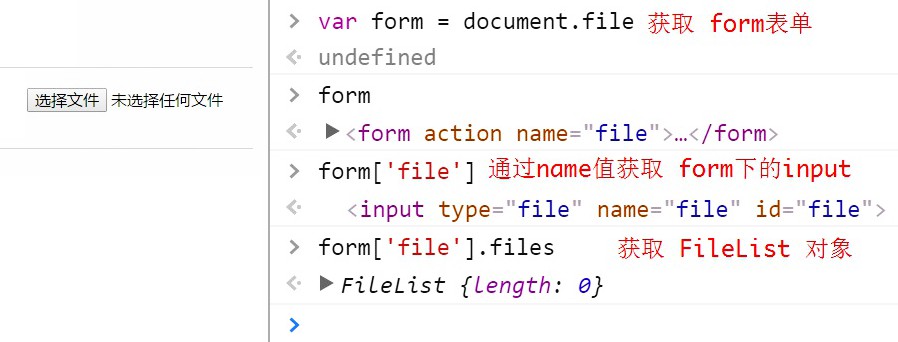 选择文件 未选择任何文件
> var form = document.file 获取 form表单
undefined
> form
<form action name="file">…</form>
> form['file'] 通过name值获取 form下的input
<input type="file" name="file" id="file">
> form['file'].files 获取 FileList 对象
FileList {length: 0}
>